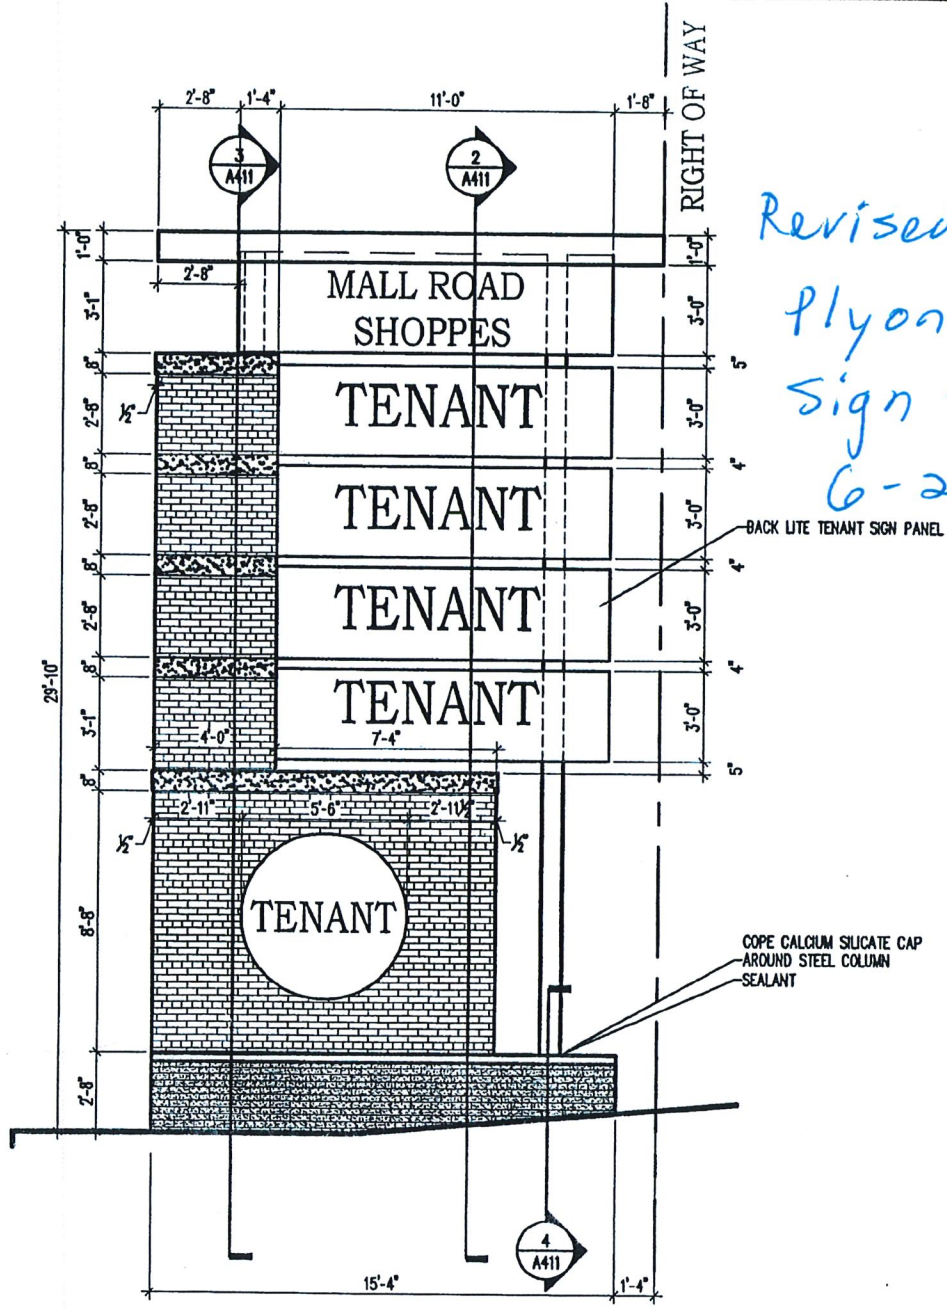 2'-8"
1'-4"
11'-0"
1'-8"
RIGHT OF WAY
3
A411
2
A411
Revised
Plyon
Sign
6-2
1'-0"
2'-8"
1'-0"
MALL ROAD
SHOPPES
3'-1"
3'-0"
8"
5"
½"
2'-8"
TENANT
3'-0"
8"
4"
2'-8"
TENANT
3'-0"
BACK LITE TENANT SIGN PANEL
8"
4"
2'-8"
TENANT
3'-0"
8"
4"
29'-10"
3'-1"
TENANT
3'-0"
4'-0"
7'-4"
8"
5"
2'-11"
5'-6"
2'-11½"
½"
½"
8'-8"
TENANT
COPE CALCIUM SILICATE CAP
AROUND STEEL COLUMN
SEALANT
2'-8"
4
A411
15'-4"
1'-4"